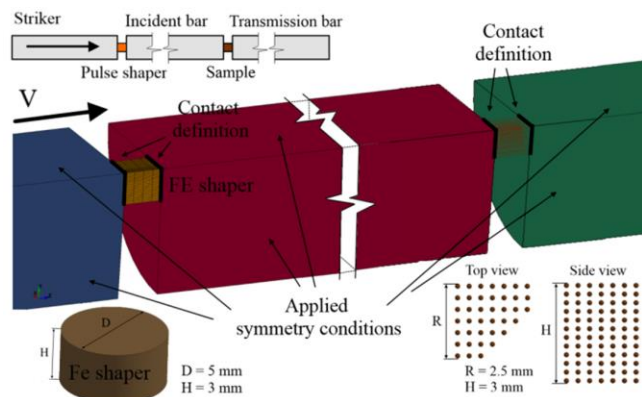 Striker
Incident bar
Transmission bar
Pulse shaper
Sample
Contact
definition
V
Contact
definition
FE shaper
Applied
symmetry conditions
Top view
Side view
D
H
Fe shaper
D = 5 mm
H = 3 mm
R
H
R = 2.5 mm
H = 3 mm